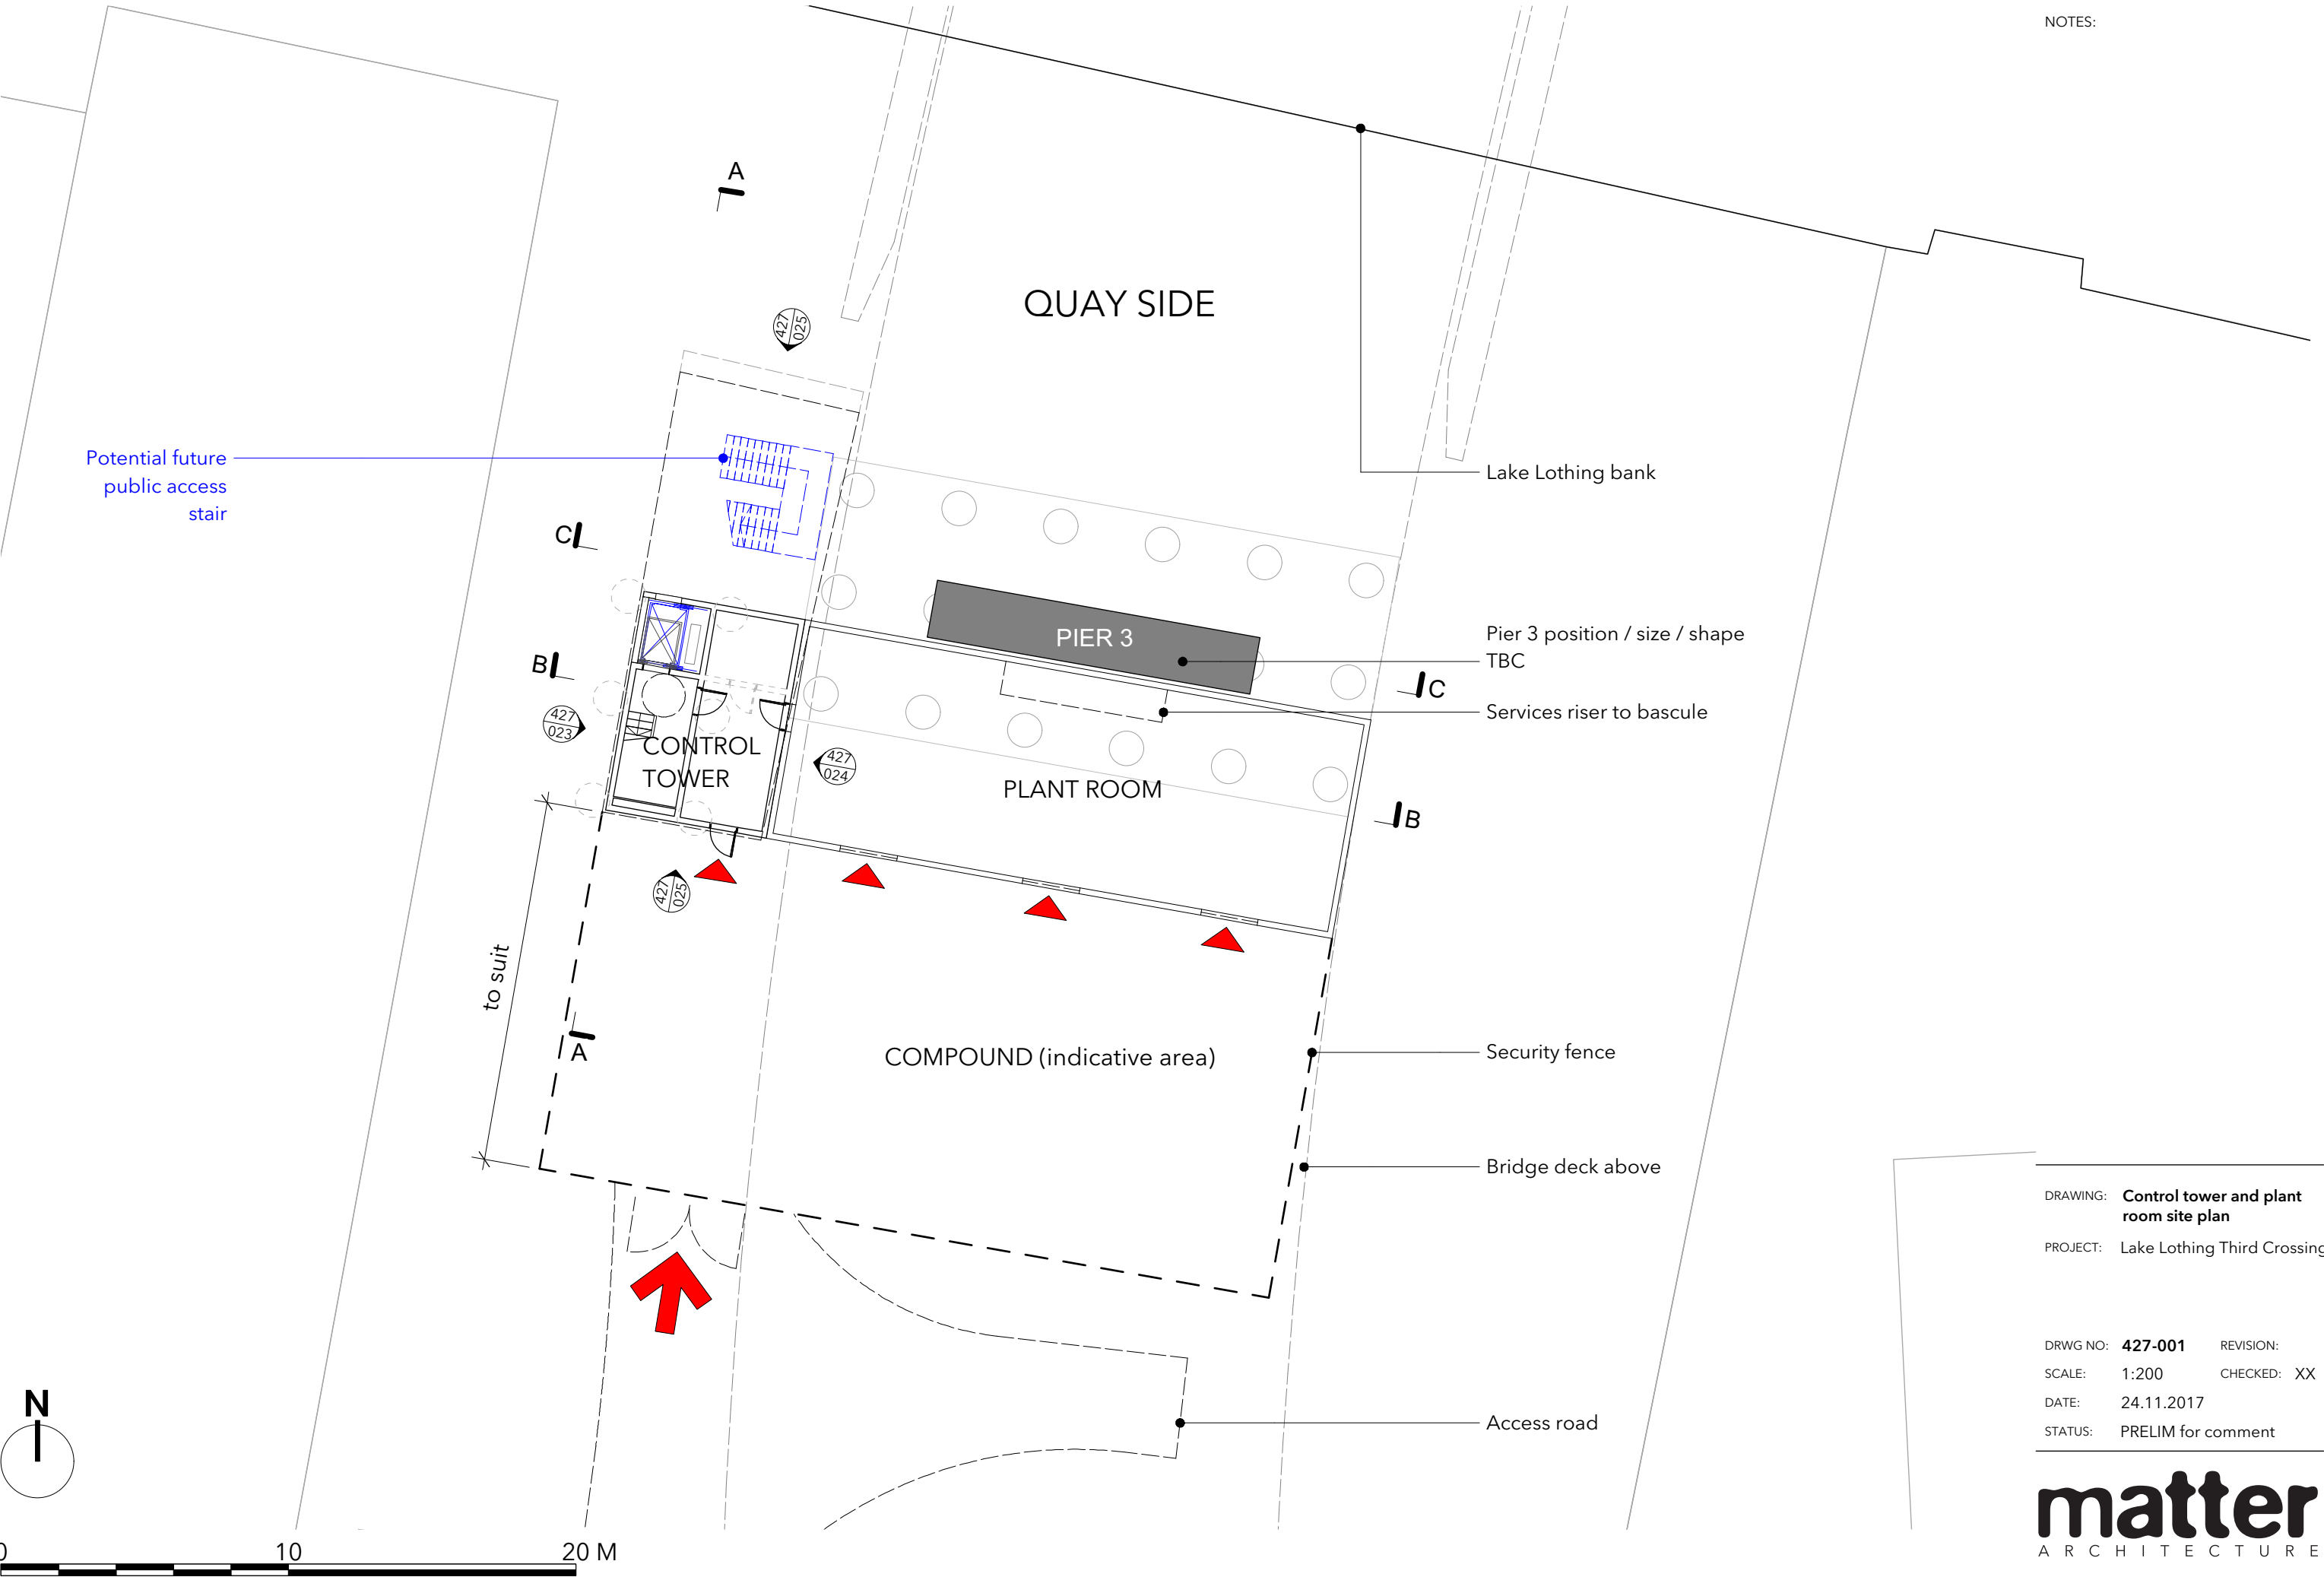 NOTES:
A
QUAY SIDE
427
025
Potential future
public access
stair
Lake Lothing bank
C
PIER 3
Pier 3 position / size / shape
TBC
B
C
Services riser to bascule
427
023
CONTROL
TOWER
427
024
PLANT ROOM
B
427
025
to suit
A
COMPOUND (indicative area)
Security fence
Bridge deck above
DRAWING: Control tower and plant
room site plan
PROJECT: Lake Lothing Third Crossing
DRWG NO: 427-001 REVISION:
SCALE: 1:200 CHECKED: XX
DATE: 24.11.2017
STATUS: PRELIM for comment
N
Access road
matter
ARCHITECTURE
0 10 20 M